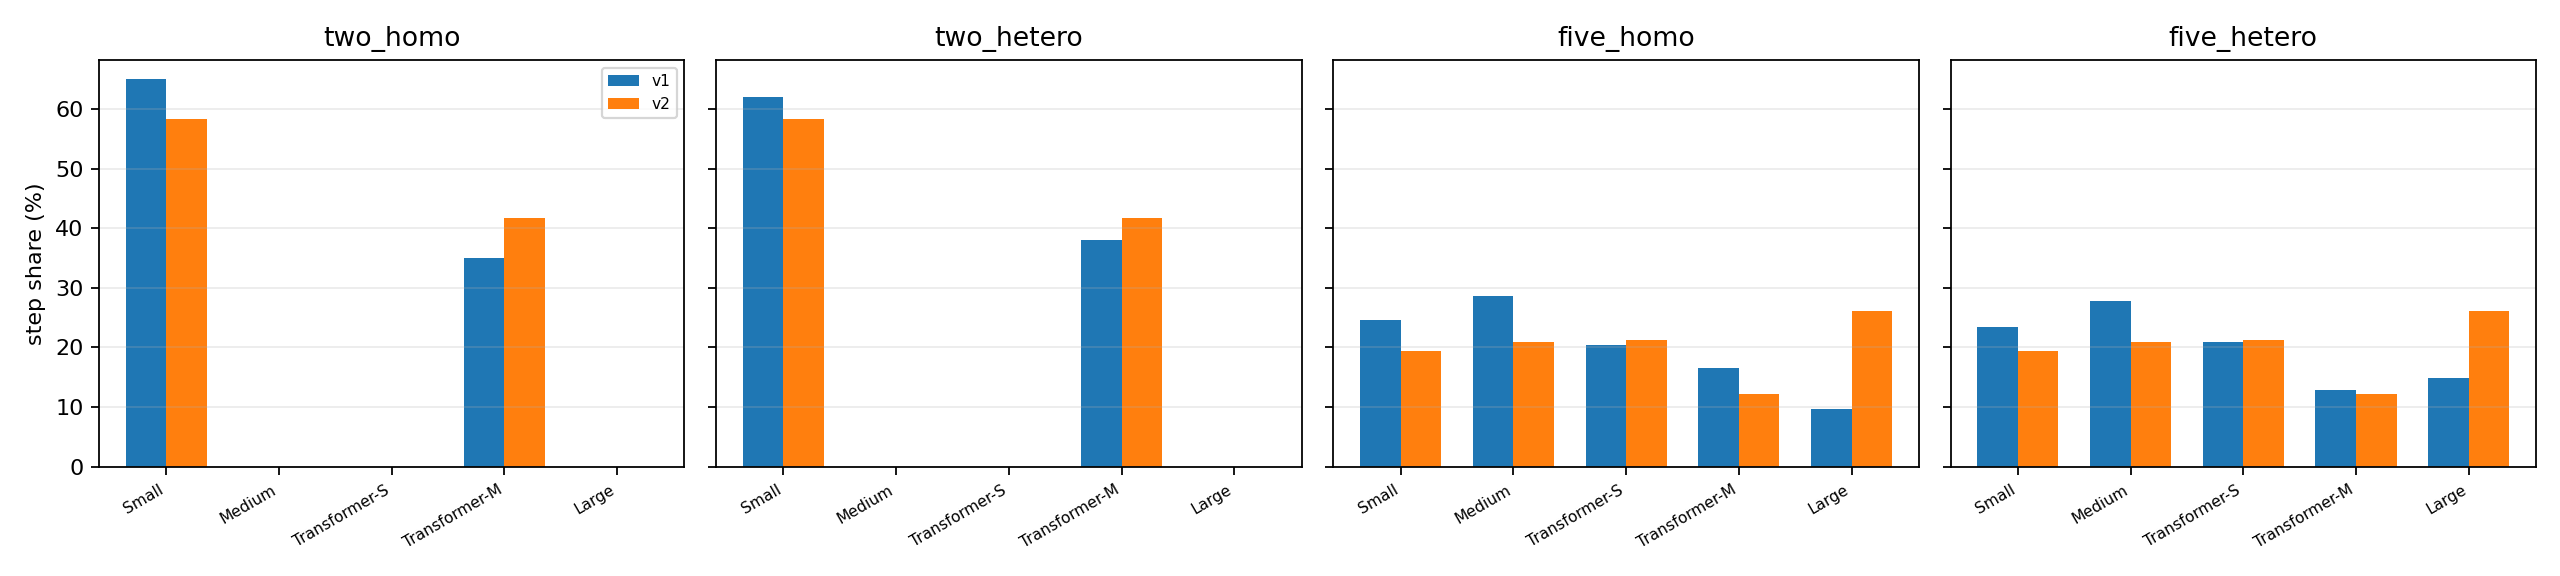 two_homo
two_hetero
five_homo
five_hetero
v1
v2
step share (%)
60
50
40
30
20
10
0
Small
Medium
Transformer-S
Transformer-M
Large
Small
Medium
Transformer-S
Transformer-M
Large
Small
Medium
Transformer-S
Transformer-M
Large
Small
Medium
Transformer-S
Transformer-M
Large